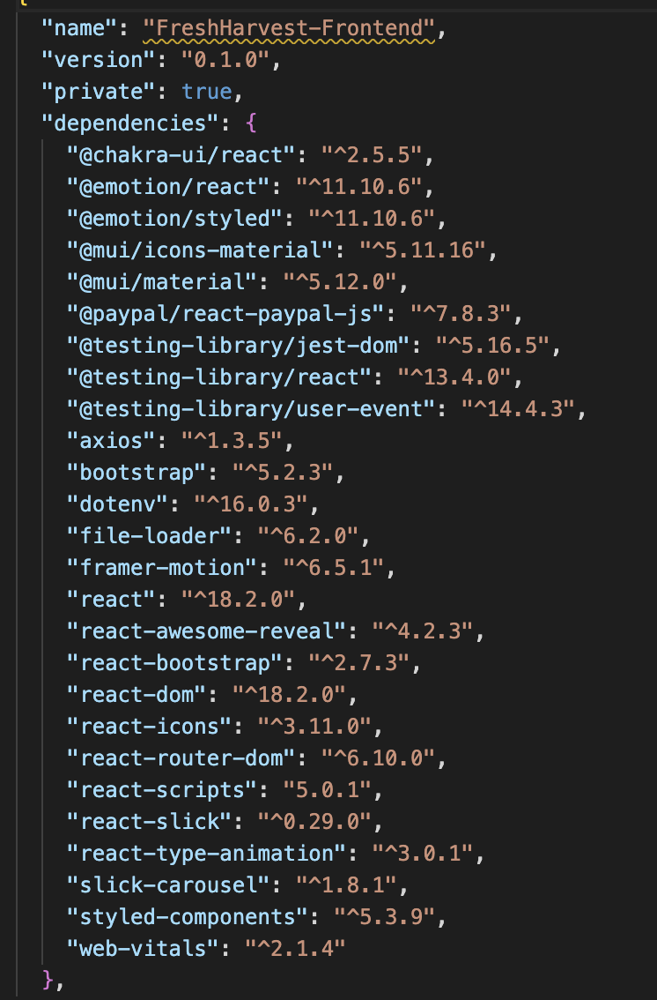 {
"name": "FreshHarvest-Frontend",
"version": "0.1.0",
"private": true,
"dependencies": {
"@chakra-ui/react": "^2.5.5",
"@emotion/react": "^11.10.6",
"@emotion/styled": "^11.10.6",
"@mui/icons-material": "^5.11.16",
"@mui/material": "^5.12.0",
"@paypal/react-paypal-js": "^7.8.3",
"@testing-library/jest-dom": "^5.16.5",
"@testing-library/react": "^13.4.0",
"@testing-library/user-event": "^14.4.3",
"axios": "^1.3.5",
"bootstrap": "^5.2.3",
"dotenv": "^16.0.3",
"file-loader": "^6.2.0",
"framer-motion": "^6.5.1",
"react": "^18.2.0",
"react-awesome-reveal": "^4.2.3",
"react-bootstrap": "^2.7.3",
"react-dom": "^18.2.0",
"react-icons": "^3.11.0",
"react-router-dom": "^6.10.0",
"react-scripts": "5.0.1",
"react-slick": "^0.29.0",
"react-type-animation": "^3.0.1",
"slick-carousel": "^1.8.1",
"styled-components": "^5.3.9",
"web-vitals": "^2.1.4"
},